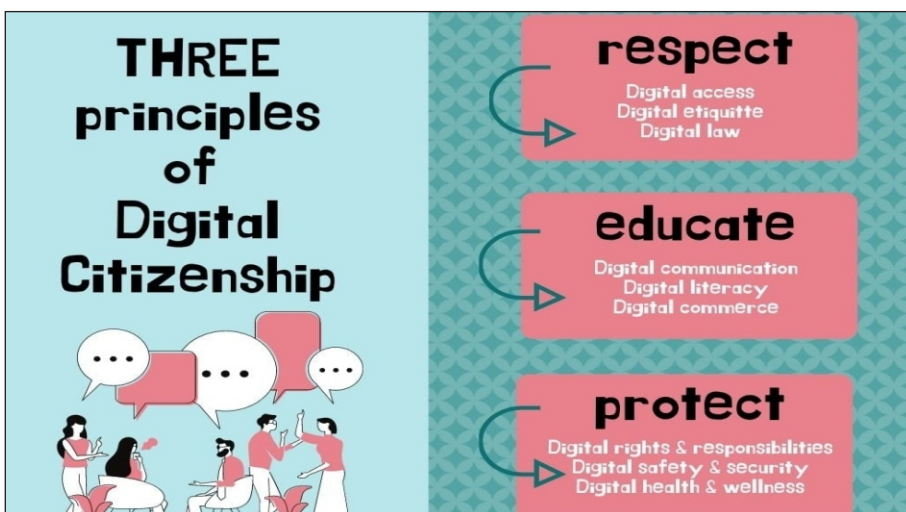 THREE
principles
of
Digital
Citizenship
respect
Digital access
Digital etiquitte
Digital law
educate
Digital communication
Digital literacy
Digital commerce
protect
Digital rights & responsibilities
Digital safety & security
Digital health & wellness